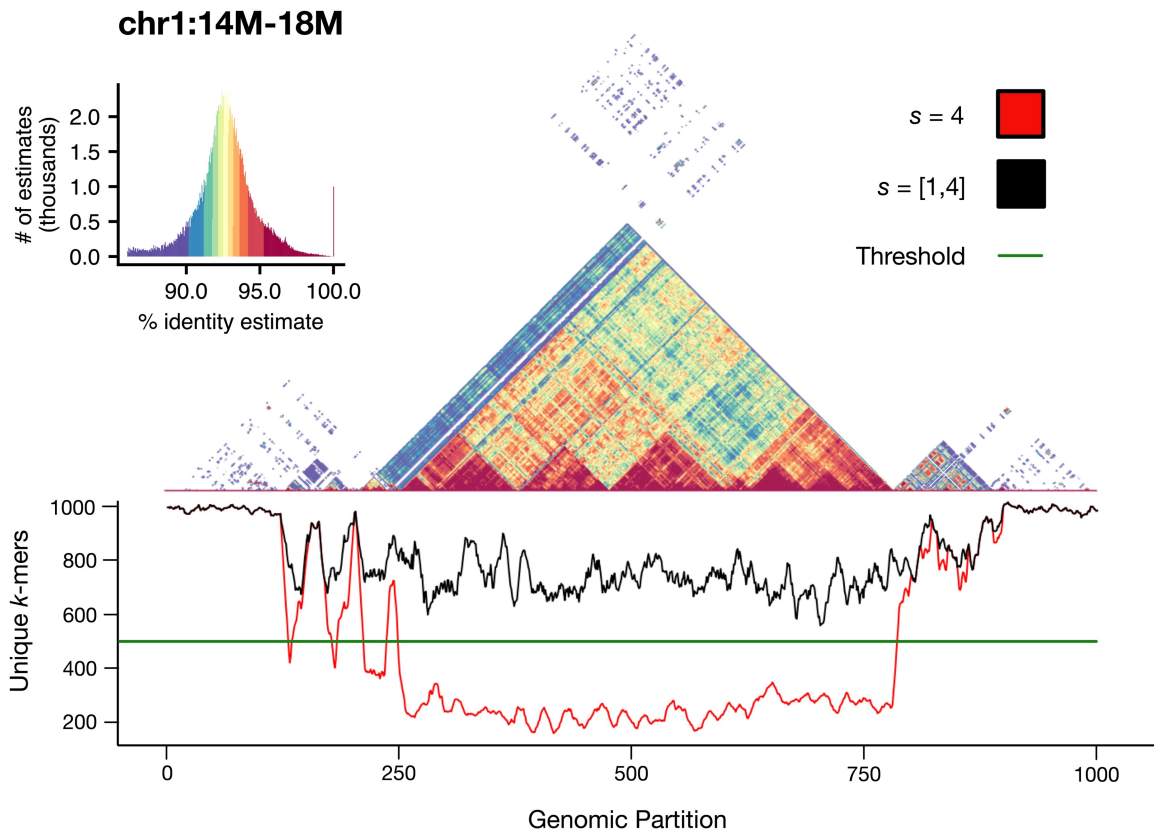 chr1:14M-18M
# of estimates
(thousands)
2.0
1.5
1.0
0.5
0.0
90.0 95.0 100.0
% identity estimate
s = 4
s = [1,4]
Threshold
Unique k-mers
1000
800
600
400
200
0 250 500 750 1000
Genomic Partition